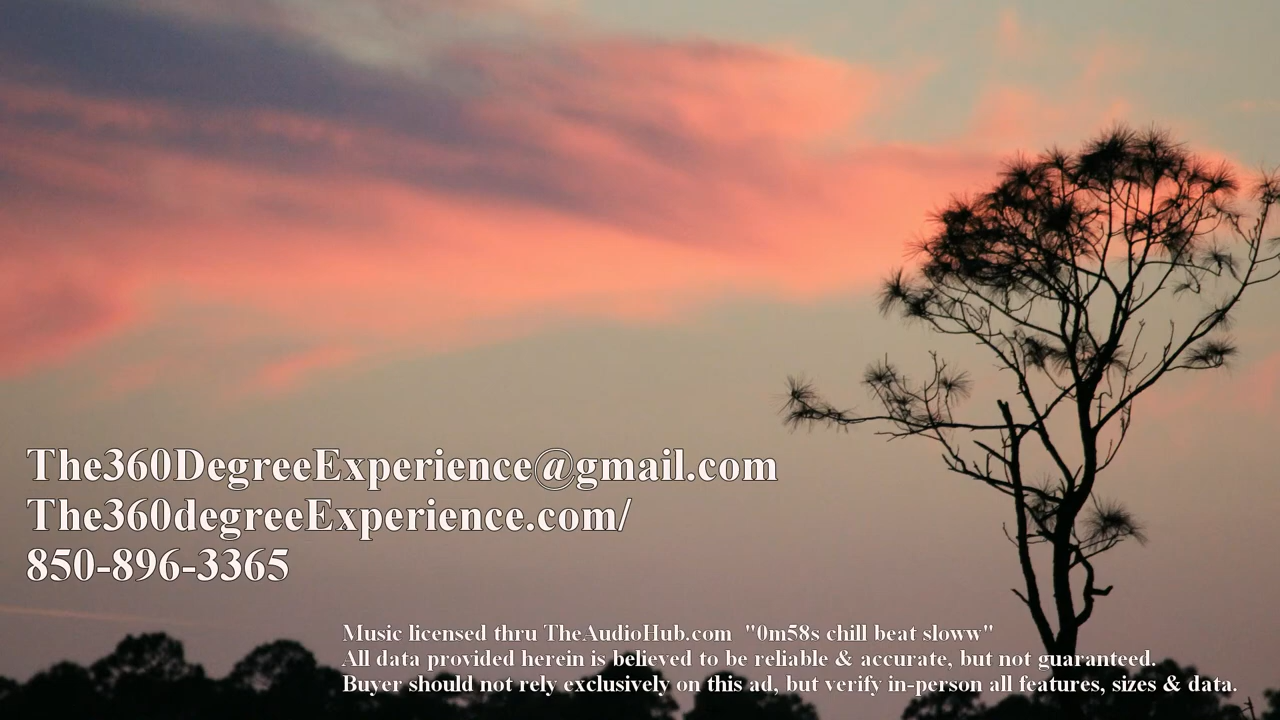 The360DegreeExperience@gmail.com
The360degreeExperience.com/
850-896-3365
Music licensed thru TheAudioHub.com "0m58s chill beat sloww"
All data provided herein is believed to be reliable & accurate, but not guaranteed.
Buyer should not rely exclusively on this ad, but verify in-person all features, sizes & data.